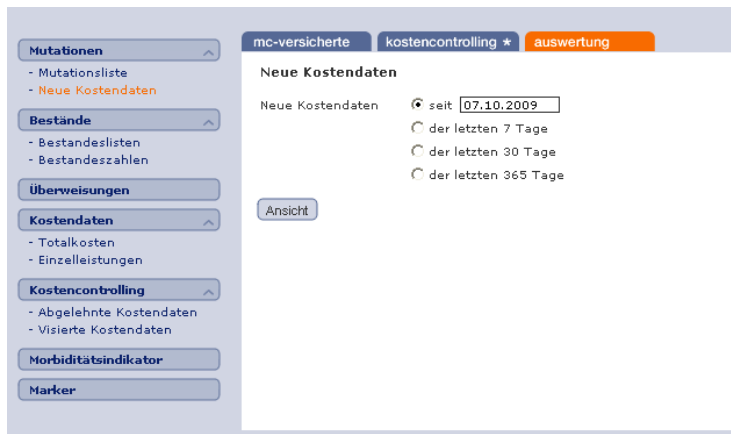 mc-versicherte kostencontrolling ★ auswertung
Mutationen
- Mutationsliste
- Neue Kostendaten
Bestände
- Bestandeslisten
- Bestandeszahlen
Überweisungen
Kostendaten
- Totalkosten
- Einzelleistungen
Kostencontrolling
- Abgelehnte Kostendaten
- Visierte Kostendaten
Morbiditätsindikator
Marker
Neue Kostendaten
Neue Kostendaten seit 07.10.2009
der letzten 7 Tage
der letzten 30 Tage
der letzten 365 Tage
Ansicht